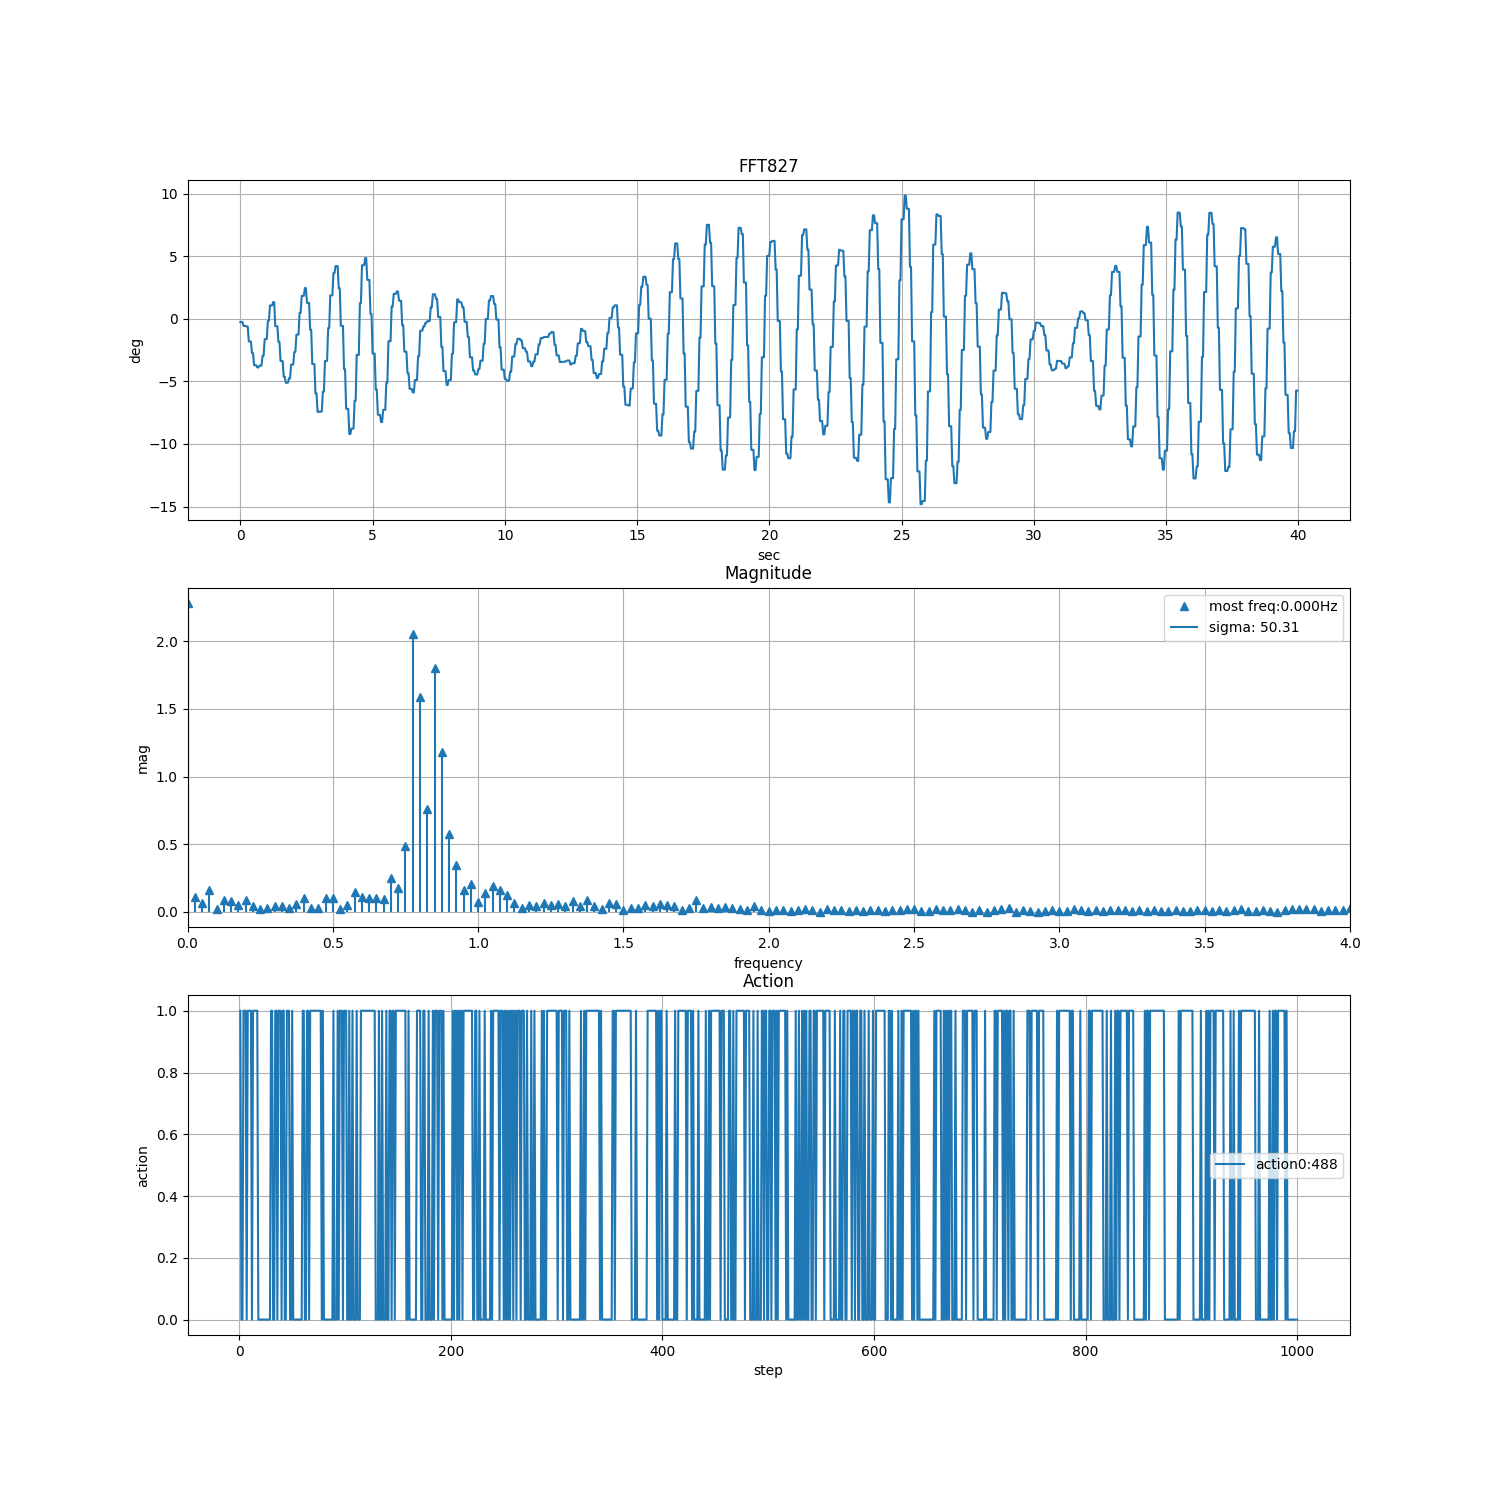 FFT827
10
5
0
−5
−10
−15
deg
0 5 10 15 20 25 30 35 40
sec
Magnitude
most freq:0.000Hz
sigma: 50.31
2.0
1.5
1.0
0.5
0.0
mag
0.0 0.5 1.0 1.5 2.0 2.5 3.0 3.5 4.0
frequency
Action
1.0
0.8
0.6
0.4
0.2
0.0
action
action0:488
0 200 400 600 800 1000
step